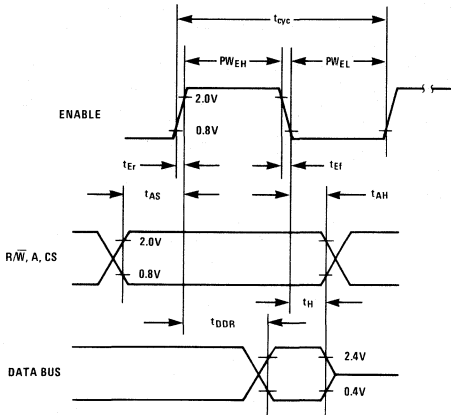 tcyc
PWEH
PWEL
ENABLE
2.0V
0.8V
tEr
tEf
tAS
tAH
R/W̅, A, CS
2.0V
0.8V
tH
tDDR
DATA BUS
2.4V
0.4V